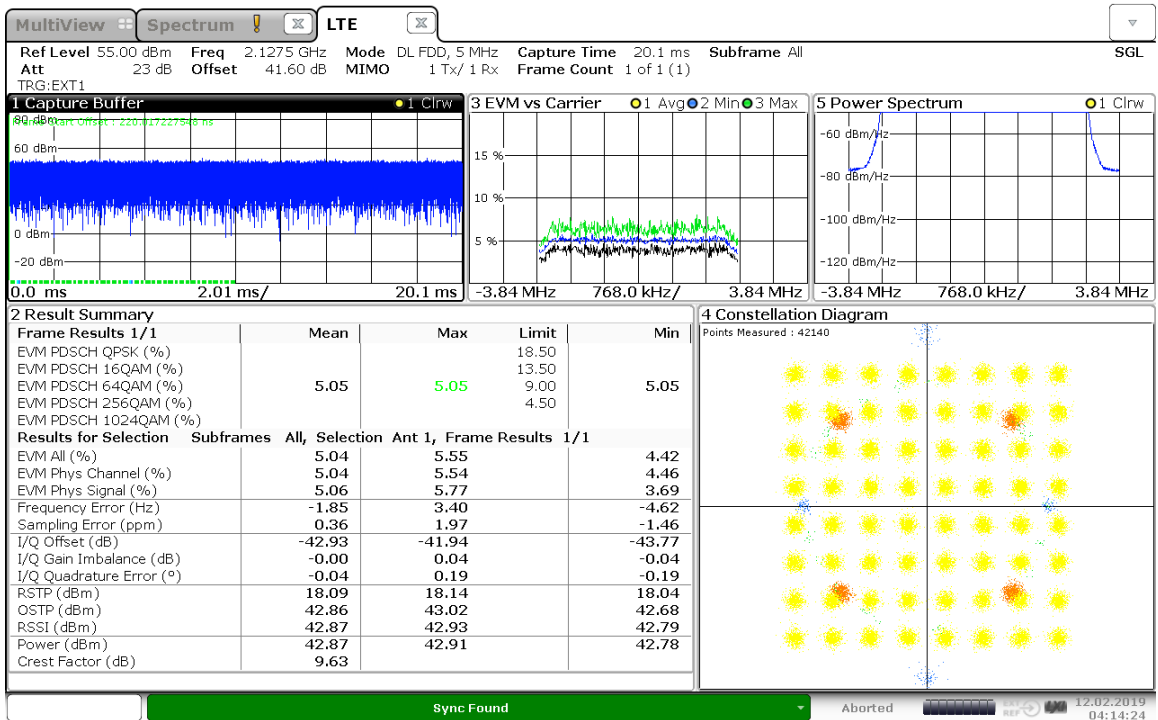 MultiView Spectrum ! LTE
Ref Level 55.00 dBm Freq 2.1275 GHz Mode DL FDD, 5 MHz Capture Time 20.1 ms Subframe All SGL
Att 23 dB Offset 41.60 dB MIMO 1 Tx/ 1 Rx Frame Count 1 of 1 (1)
TRG:EXT1
1 Capture Buffer 1 Clrw
80 dBm
Frame Start Offset : 220.017227548 ns
60 dBm
0 dBm
-20 dBm
0.0 ms 2.01 ms/ 20.1 ms
3 EVM vs Carrier 1 Avg 2 Min 3 Max
15 %
10 %
5 %
-3.84 MHz 768.0 kHz/ 3.84 MHz
5 Power Spectrum 1 Clrw
-60 dBm/Hz
-80 dBm/Hz
-100 dBm/Hz
-120 dBm/Hz
-3.84 MHz 768.0 kHz/ 3.84 MHz
2 Result Summary
Frame Results 1/1 Mean Max Limit Min
EVM PDSCH QPSK (%) 18.50
EVM PDSCH 16QAM (%) 13.50
EVM PDSCH 64QAM (%) 5.05 5.05 9.00 5.05
EVM PDSCH 256QAM (%) 4.50
EVM PDSCH 1024QAM (%)
Results for Selection Subframes All, Selection Ant 1, Frame Results 1/1
EVM All (%) 5.04 5.55 4.42
EVM Phys Channel (%) 5.04 5.54 4.46
EVM Phys Signal (%) 5.06 5.77 3.69
Frequency Error (Hz) -1.85 3.40 -4.62
Sampling Error (ppm) 0.36 1.97 -1.46
I/Q Offset (dB) -42.93 -41.94 -43.77
I/Q Gain Imbalance (dB) -0.00 0.04 -0.04
I/Q Quadrature Error (°) -0.04 0.19 -0.19
RSTP (dBm) 18.09 18.14 18.04
OSTP (dBm) 42.86 43.02 42.68
RSSI (dBm) 42.87 42.93 42.79
Power (dBm) 42.87 42.91 42.78
Crest Factor (dB) 9.63
4 Constellation Diagram
Points Measured : 42140
Sync Found Aborted EXT REF 12.02.2019
04:14:24